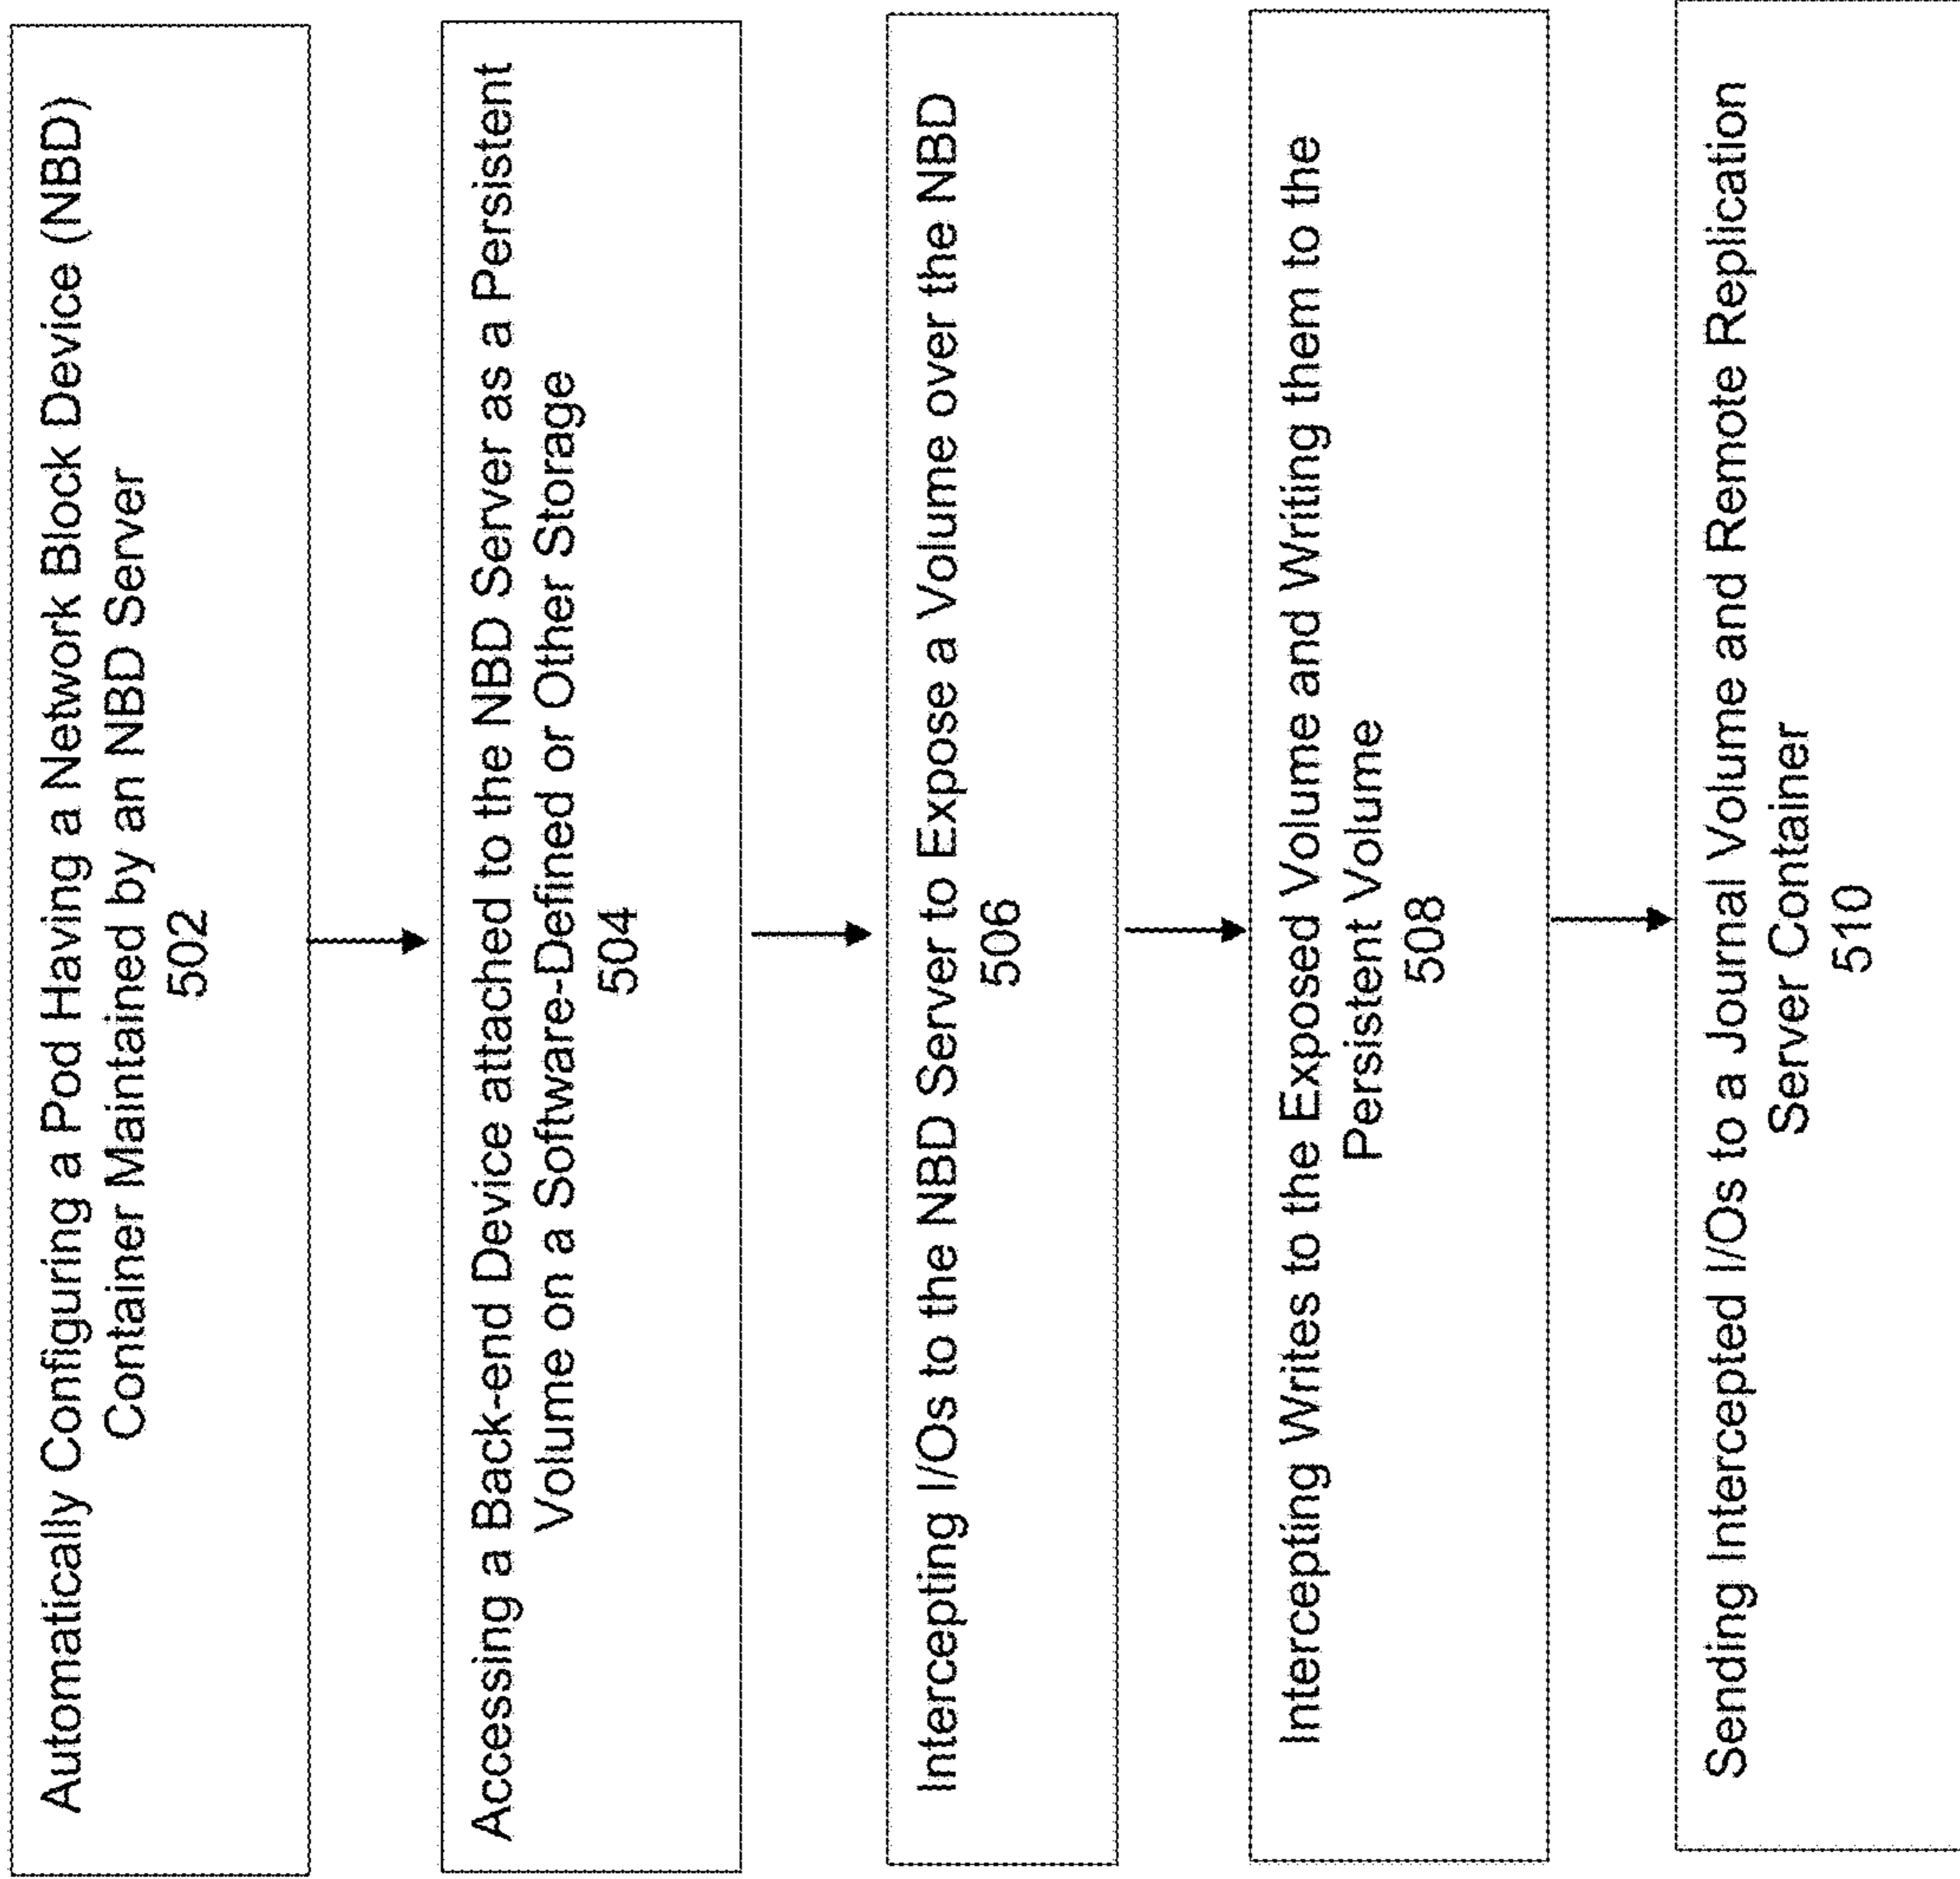 Automatically Configuring a Pod Having a Network Block Device (NBD)
Container Maintained by an NBD Server
502
Accessing a Back-end Device attached to the NBD Server as a Persistent
Volume on a Software-Defined or Other Storage
504
Intercepting I/Os to the NBD Server to Expose a Volume over the NBD
506
Intercepting Writes to the Exposed Volume and Writing them to the
Persistent Volume
508
Sending Intercepted I/Os to a Journal Volume and Remote Replication
Server Container
510